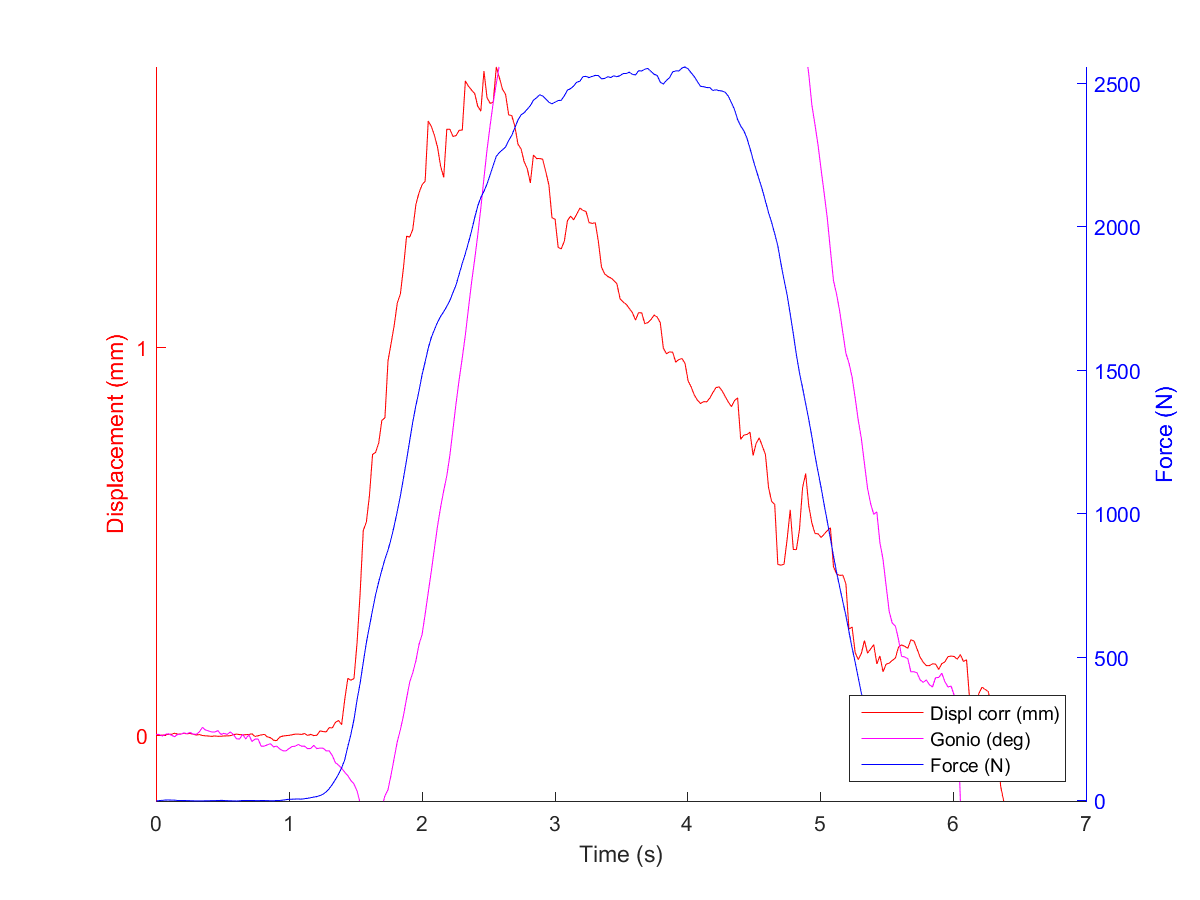 Displacement (mm)
1
0
2500
2000
1500
1000
500
0
Force (N)
Displ corr (mm)
Gonio (deg)
Force (N)
0 1 2 3 4 5 6 7
Time (s)